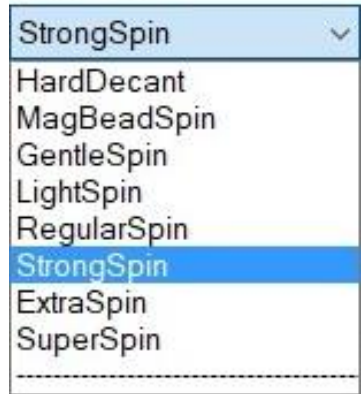 StrongSpin
HardDecant
MagBeadSpin
GentleSpin
LightSpin
RegularSpin
StrongSpin
ExtraSpin
SuperSpin
--------------------------------------------